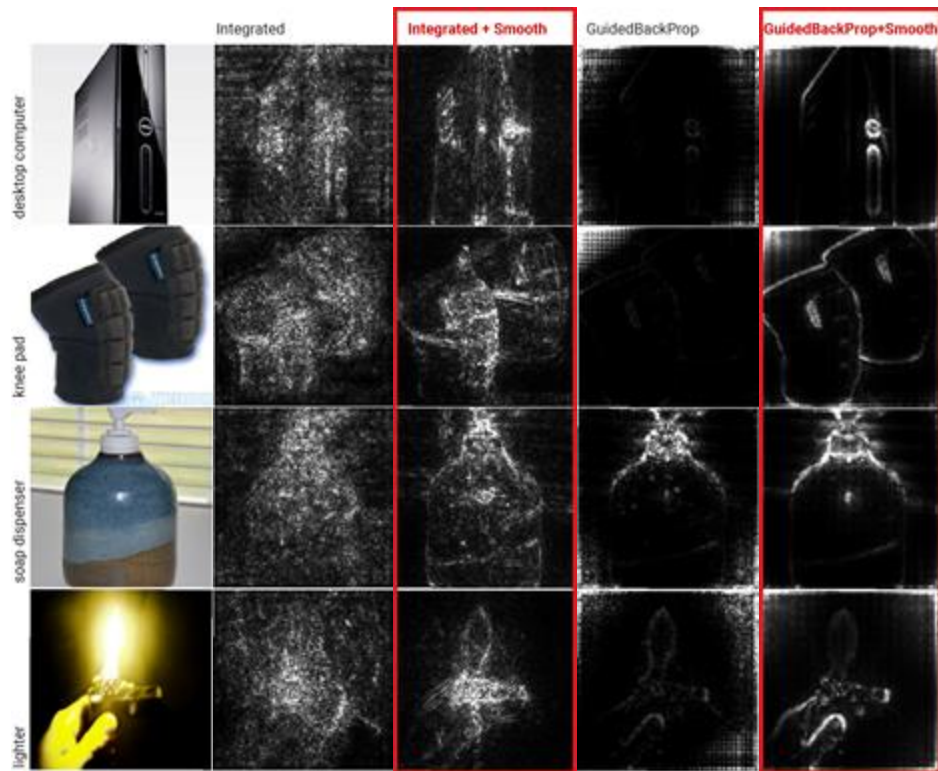 Integrated
Integrated + Smooth
GuidedBackProp
GuidedBackProp+Smooth
desktop computer
knee pad
soap dispenser
lighter